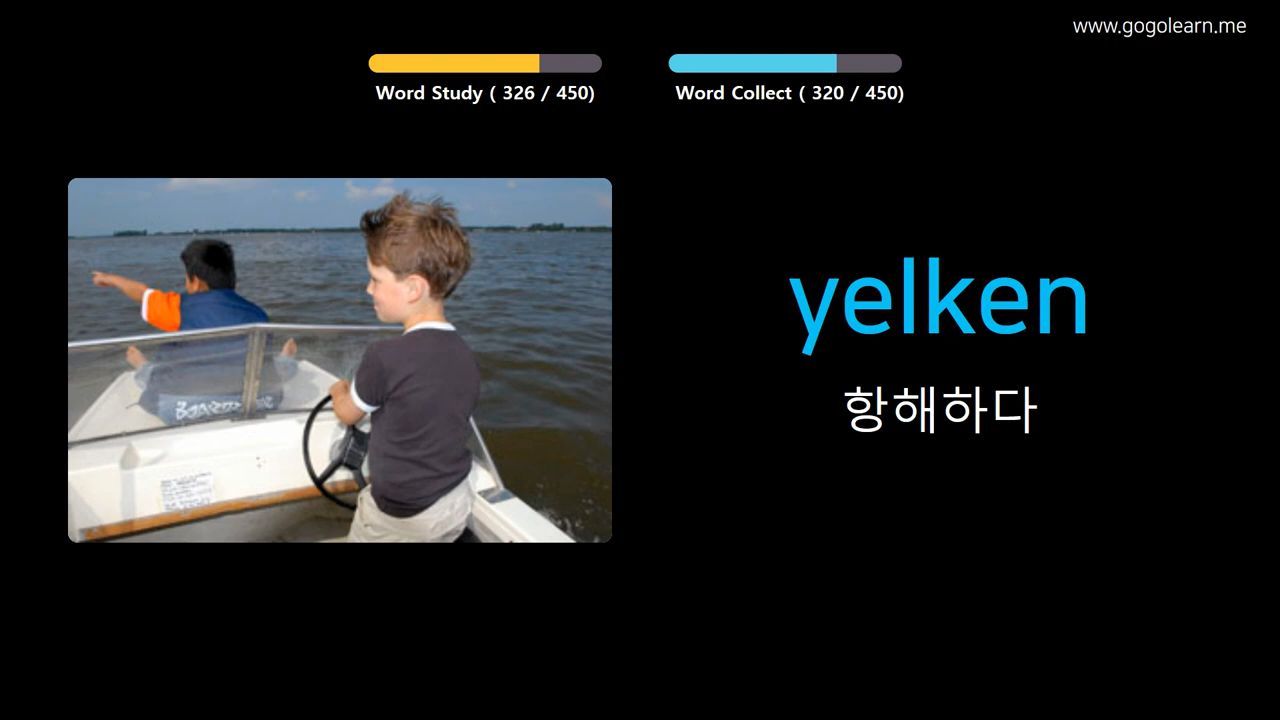 www.gogolearn.me
Word Study ( 326 / 450)
Word Collect ( 320 / 450)
yelken
항해하다